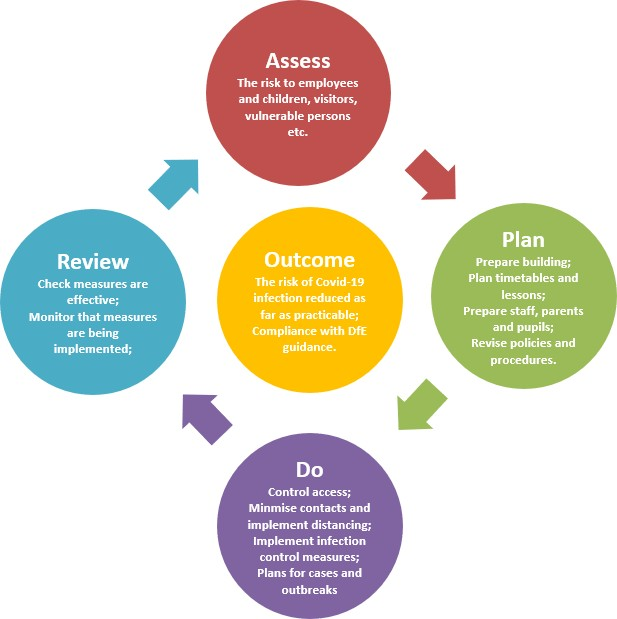 Assess
The risk to employees
and children, visitors,
vulnerable persons
etc.
Plan
Prepare building;
Plan timetables and
lessons;
Prepare staff, parents
and pupils;
Revise policies and
procedures.
Do
Control access;
Minmise contacts and
implement distancing;
Implement infection
control measures;
Plans for cases and
outbreaks
Review
Check measures are
effective;
Monitor that measures
are being
implemented;
Outcome
The risk of Covid-19
infection reduced as
far as practicable;
Compliance with DfE
guidance.